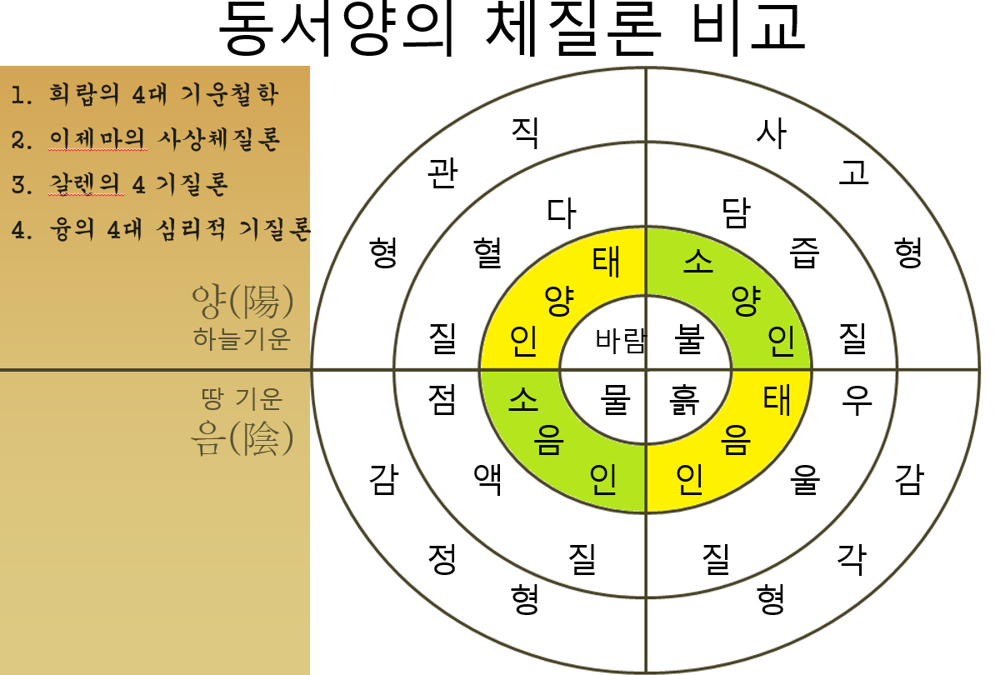 동서양의 체질론 비교
1. 희랍의 4대 기운철학
2. 이제마의 사상체질론
3. 갈렌의 4 기질론
4. 융의 4대 심리적 기질론
양(陽)
하늘기운
땅 기운
음(陰)
직관형
사고형
다혈질
담즙질
태양인
소양인
바람
불
물
흙
소음인
태음인
점액질
우울질
감정형
감각형